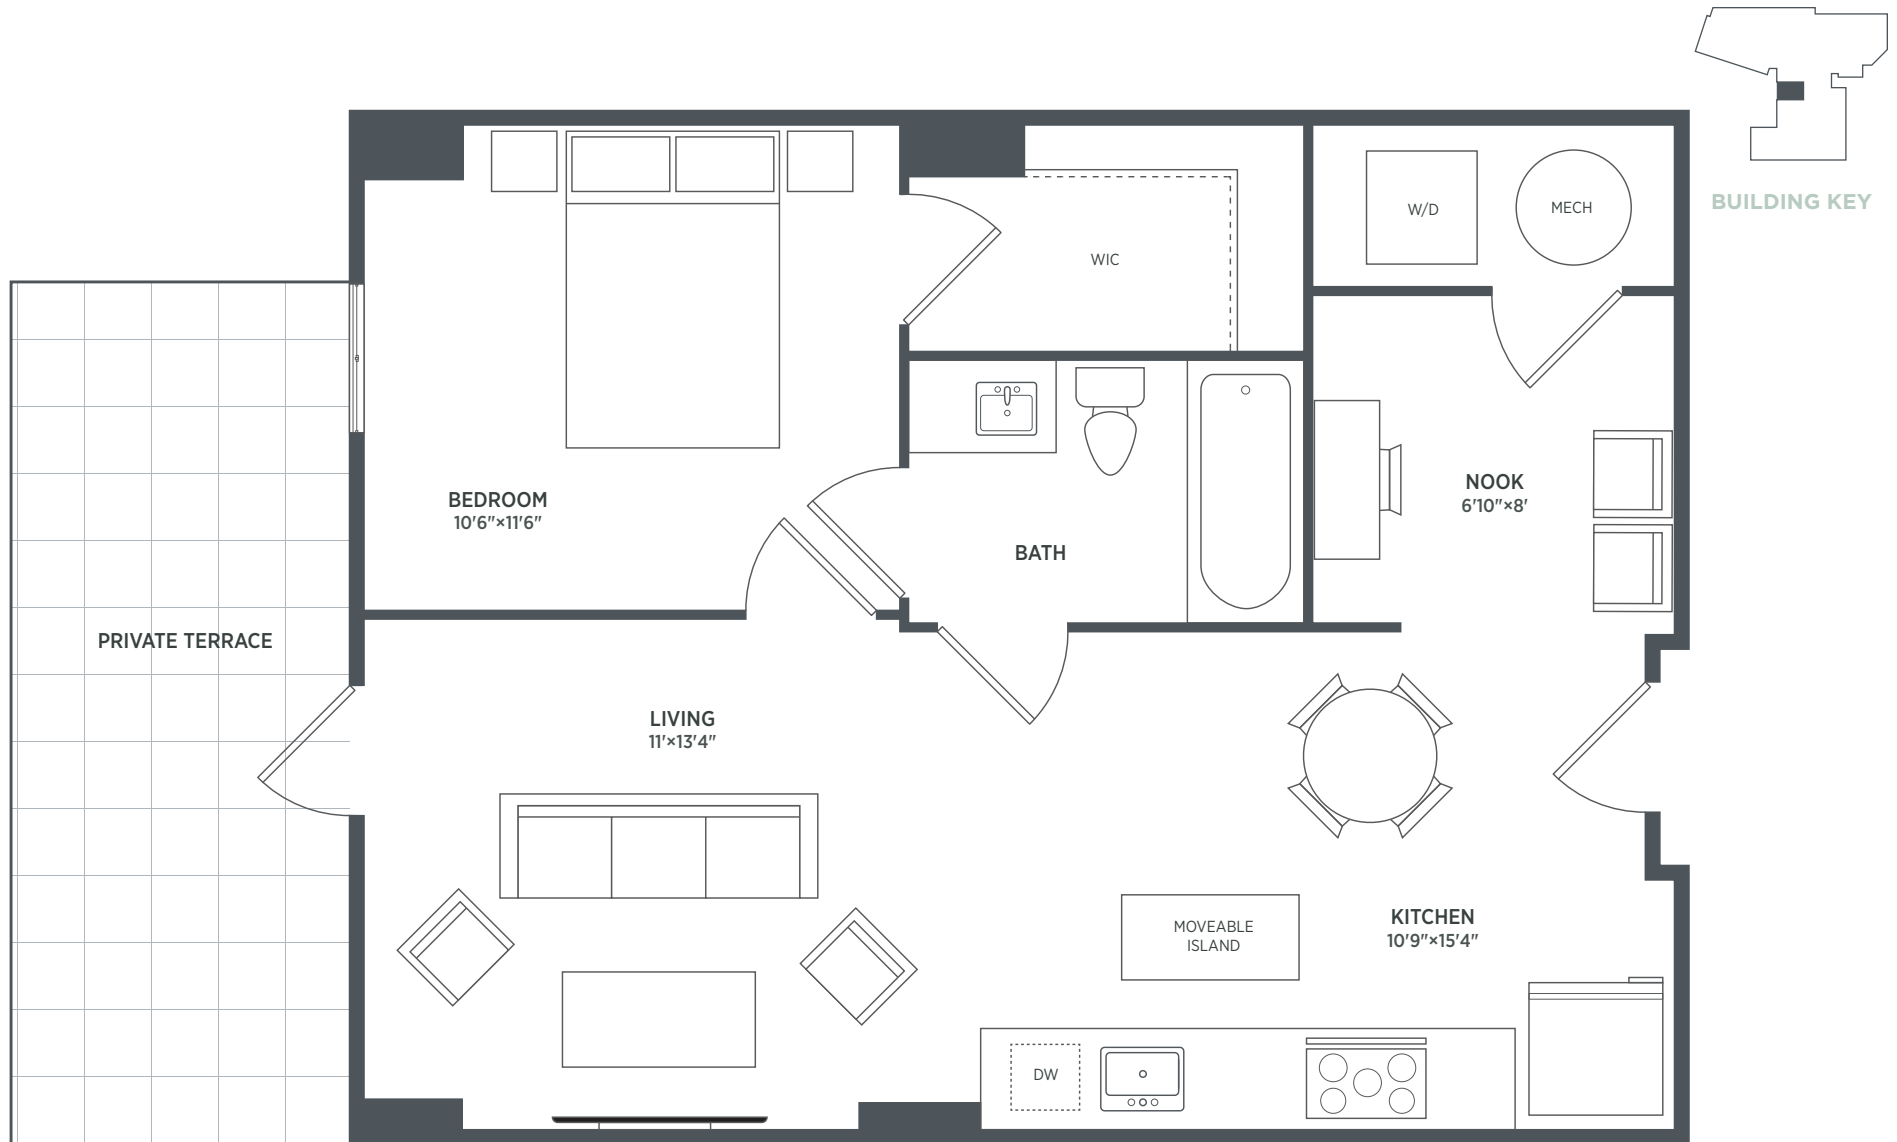 BUILDING KEY
W/D
MECH
WIC
BEDROOM
10'6"×11'6"
NOOK
6'10"×8'
BATH
PRIVATE TERRACE
LIVING
11'×13'4"
MOVEABLE
ISLAND
KITCHEN
10'9"×15'4"
DW